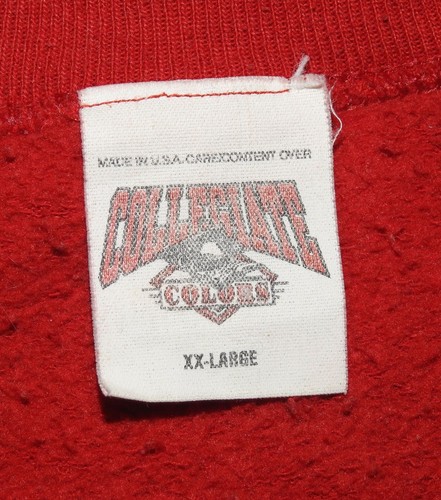 MADE IN U.S.A. CARE/CONTENT OVER
COLLEGIATE
COLORS
XX-LARGE